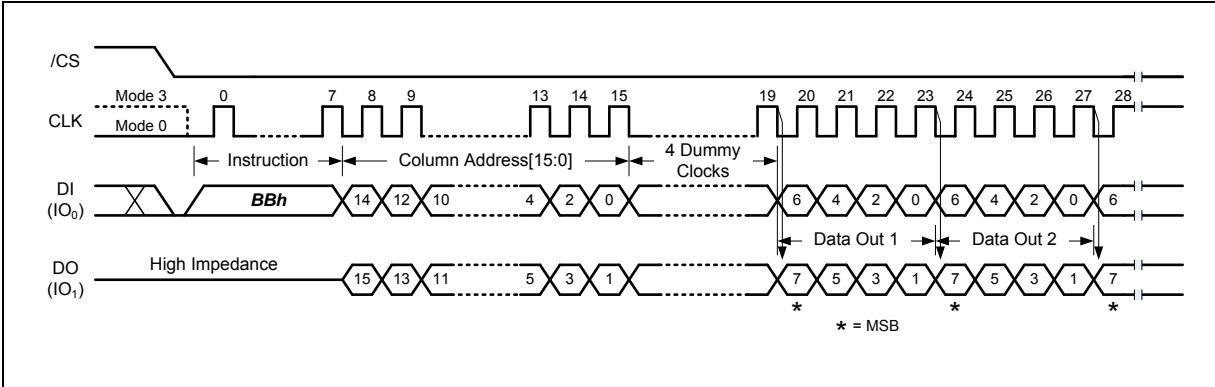 /CS
Mode 3 0 7 8 9 13 14 15 19 20 21 22 23 24 25 26 27 28
CLK
Mode 0
Instruction Column Address[15:0] 4 Dummy
Clocks
DI
(IO0) BBh 14 12 10 4 2 0 6 4 2 0 6 4 2 0 6
Data Out 1 Data Out 2
High Impedance
DO
(IO1) 15 13 11 5 3 1 7 5 3 1 7 5 3 1 7
* * *
* = MSB